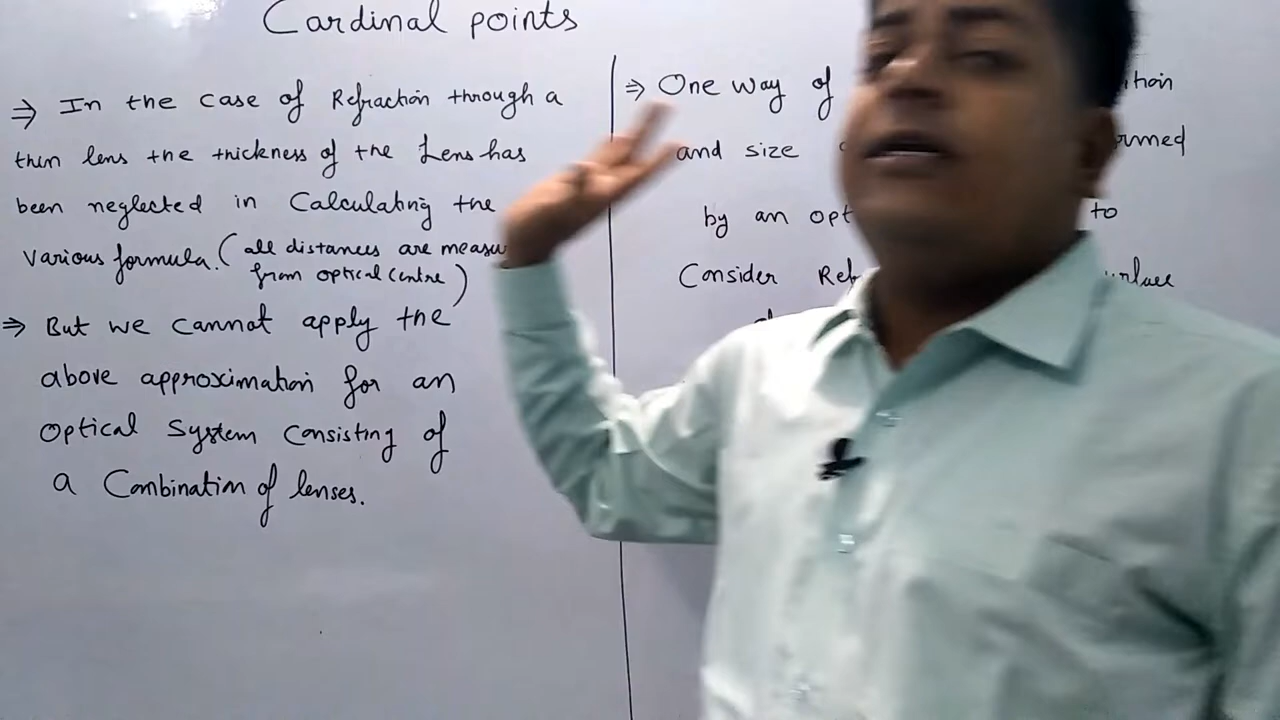 Cardinal points
⇒ In the case of Refraction through a
thin lens the thickness of the Lens has
been neglected in Calculating the
Various formula. (all distances are measu
from optical centre)
⇒ But we cannot apply the
above approximation for an
Optical System Consisting of
a Combination of lenses.
⇒ One way of
and size
by an opt to
Consider Ref